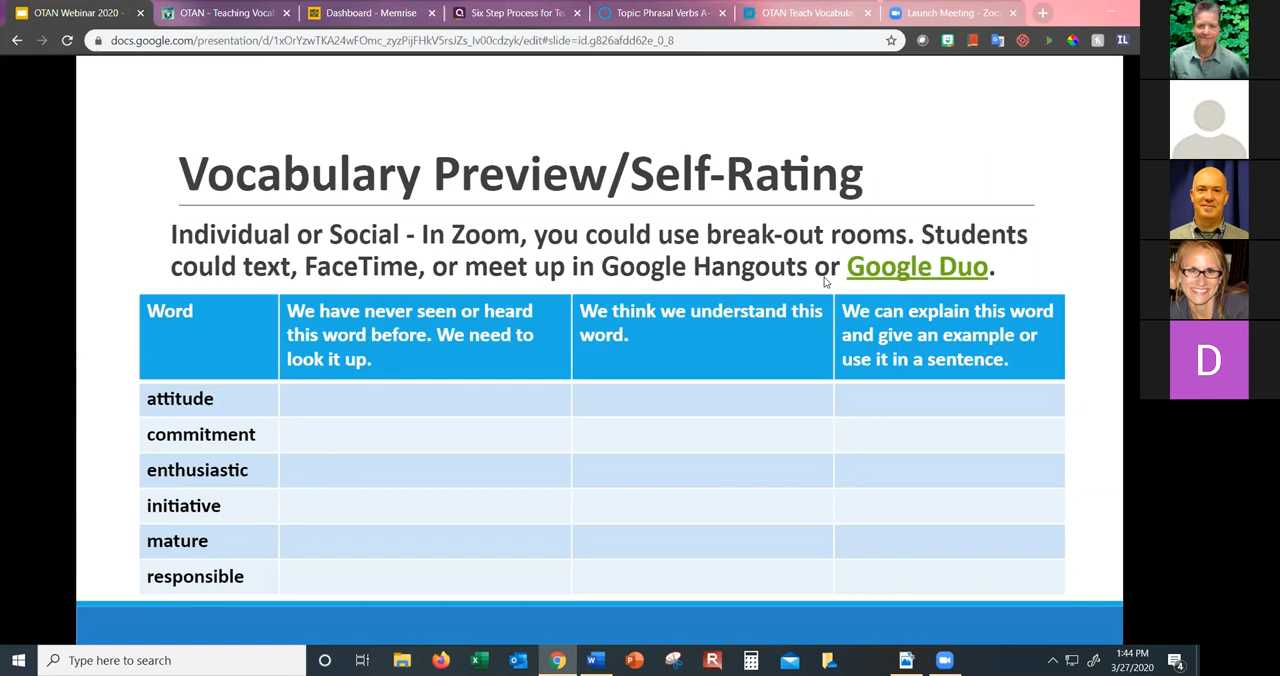 OTAN Webinar 2020 -
OTAN - Teaching Vocab
Dashboard - Memrise
Six Step Process for Te
Topic: Phrasal Verbs A-
OTAN Teach Vocabular
Launch Meeting - Zoo
docs.google.com/presentation/d/1xOrYzwTKA24wFOmc_zyzPijFHkV5rsJZs_lv00cdzyk/edit#slide=id.g826afdd62e_0_8
IL
Vocabulary Preview/Self-Rating
Individual or Social - In Zoom, you could use break-out rooms. Students
could text, FaceTime, or meet up in Google Hangouts or Google Duo.
Word
We have never seen or heard
this word before. We need to
look it up.
We think we understand this
word.
We can explain this word
and give an example or
use it in a sentence.
attitude
commitment
enthusiastic
initiative
mature
responsible
D
Type here to search
1:44 PM
3/27/2020
4